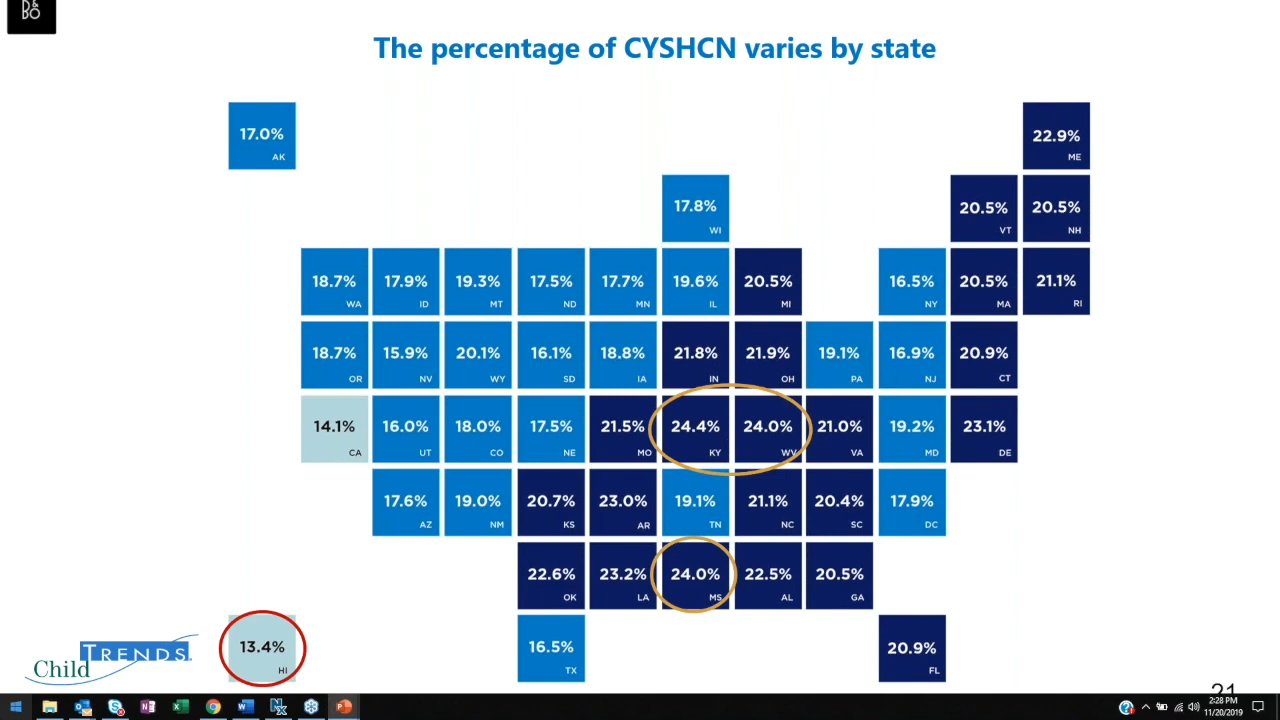 B&
BO
The percentage of CYSHCN varies by state
17.0%
AK
22.9%
ME
17.8%
WI
20.5%
VT
20.5%
NH
18.7%
WA
17.9%
ID
19.3%
MT
17.5%
ND
17.7%
MN
19.6%
IL
20.5%
MI
16.5%
NY
20.5%
MA
21.1%
RI
18.7%
OR
15.9%
NV
20.1%
WY
16.1%
SD
18.8%
IA
21.8%
IN
21.9%
OH
19.1%
PA
16.9%
NJ
20.9%
CT
14.1%
CA
16.0%
UT
18.0%
CO
17.5%
NE
21.5%
MO
24.4%
KY
24.0%
WV
21.0%
VA
19.2%
MD
23.1%
DE
17.6%
AZ
19.0%
NM
20.7%
KS
23.0%
AR
19.1%
TN
21.1%
NC
20.4%
SC
17.9%
DC
22.6%
OK
23.2%
LA
24.0%
MS
22.5%
AL
20.5%
GA
13.4%
HI
16.5%
TX
20.9%
FL
Child TRENDS
21
2:28 PM
11/20/2019